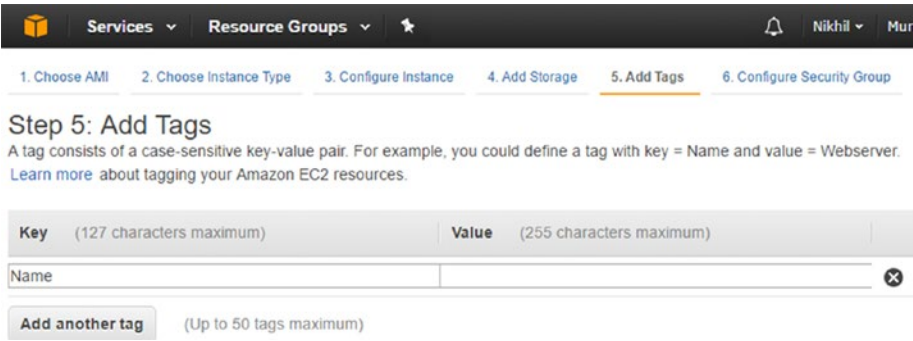 Services Resource Groups Nikhil
1. Choose AMI 2. Choose Instance Type 3. Configure Instance 4. Add Storage 5. Add Tags 6. Configure Security Group
Step 5: Add Tags
A tag consists of a case-sensitive key-value pair. For example, you could define a tag with key = Name and value = Webserver.
Learn more about tagging your Amazon EC2 resources.
Key (127 characters maximum) Value (255 characters maximum)
Name
Add another tag (Up to 50 tags maximum)